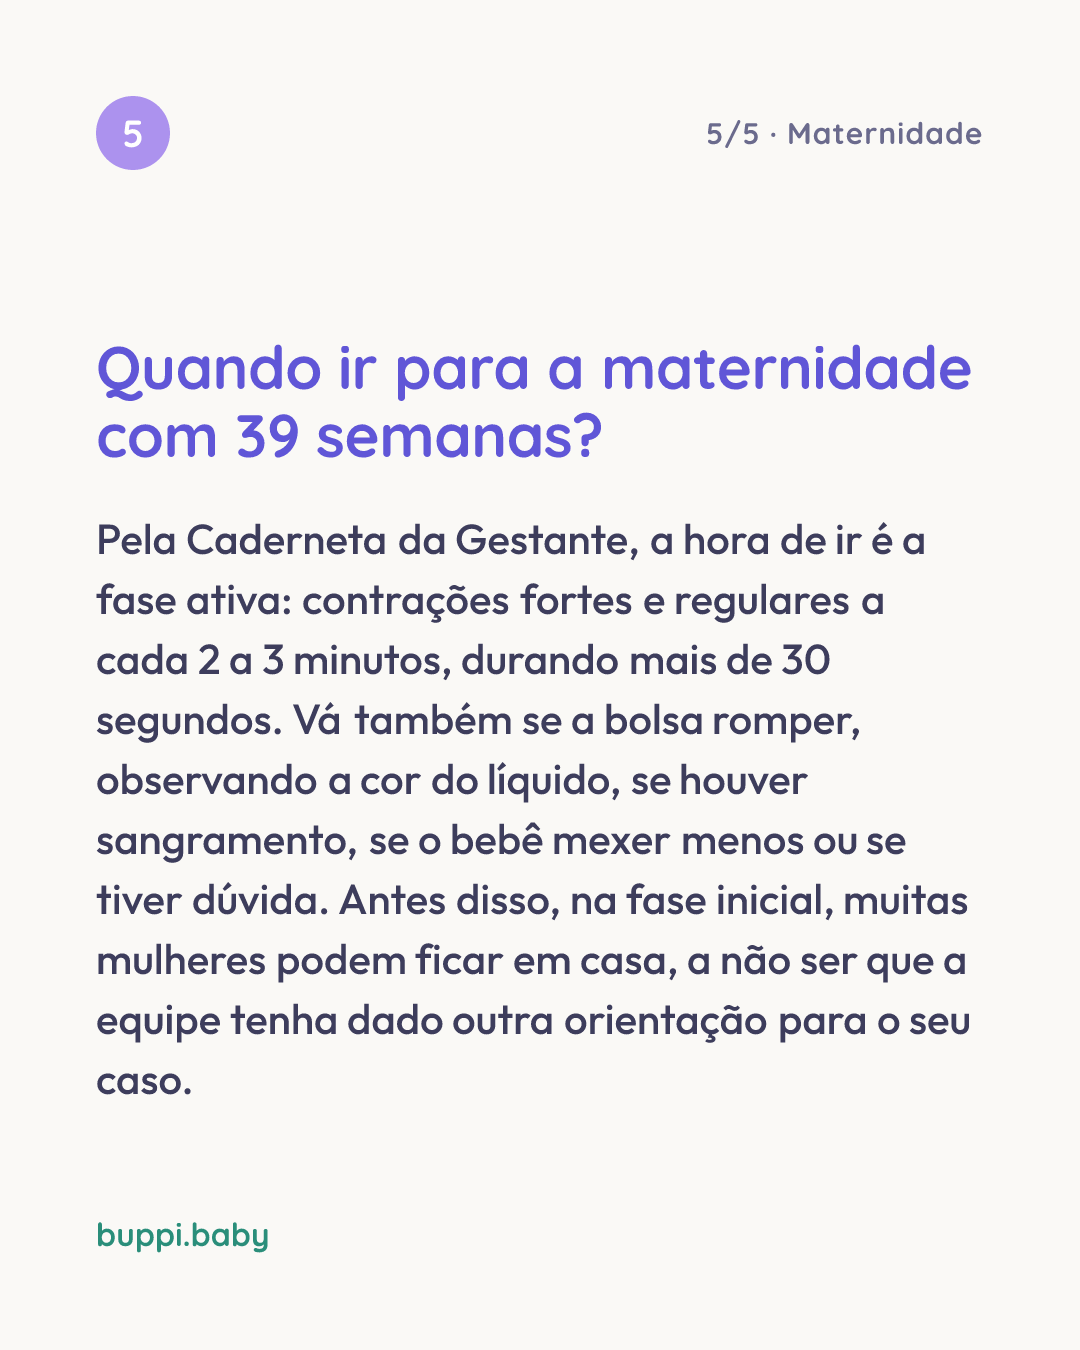 5
5/5 · Maternidade
Quando ir para a maternidade
com 39 semanas?
Pela Caderneta da Gestante, a hora de ir é a
fase ativa: contrações fortes e regulares a
cada 2 a 3 minutos, durando mais de 30
segundos. Vá também se a bolsa romper,
observando a cor do líquido, se houver
sangramento, se o bebê mexer menos ou se
tiver dúvida. Antes disso, na fase inicial, muitas
mulheres podem ficar em casa, a não ser que a
equipe tenha dado outra orientação para o seu
caso.
buppi.baby